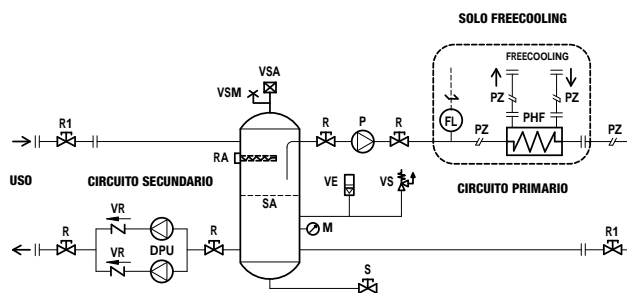 SOLO FREECOOLING
FREECOOLING
VSA
VSM
PZ
PZ
R1
R
P
R
FL
PZ
PHF
PZ
RA
USO
CIRCUITO SECUNDARIO
VE
VS
CIRCUITO PRIMARIO
SA
R
VR
VR
DPU
R
M
R1
S